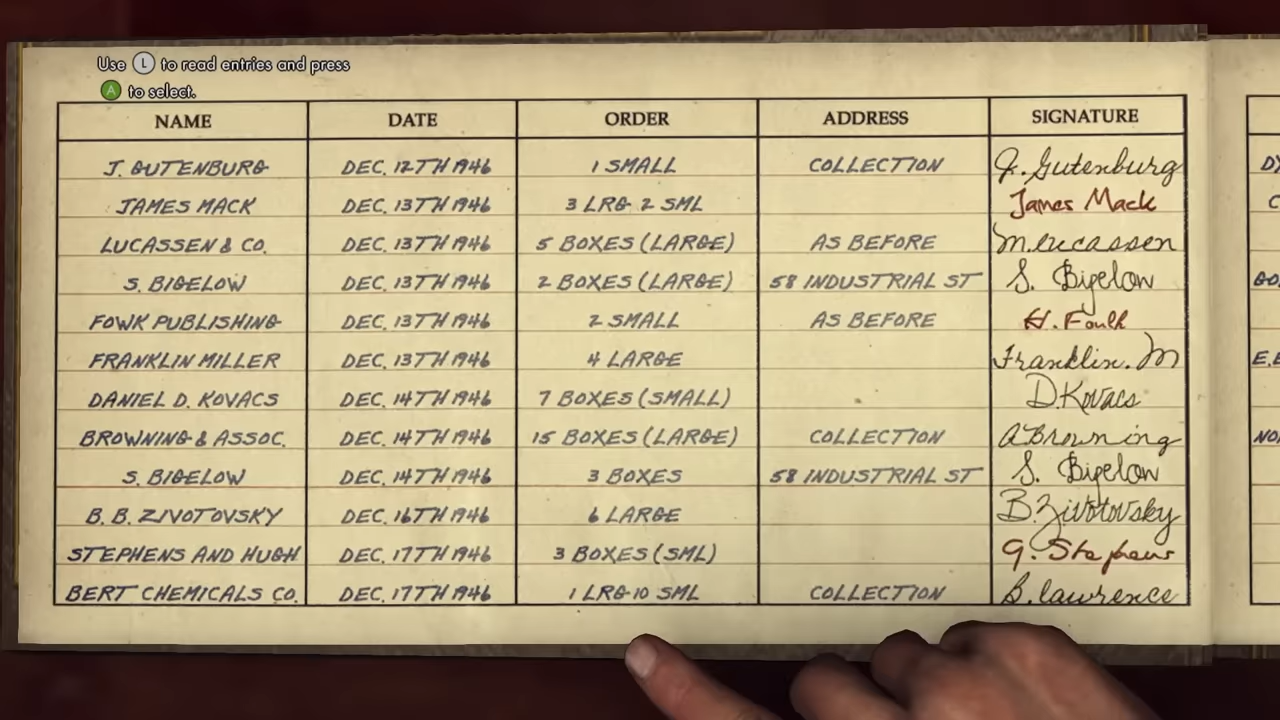 Use L to read entries and press
A to select.
NAME DATE ORDER ADDRESS SIGNATURE
J. GUTENBURG DEC. 12TH 1946 1 SMALL COLLECTION J. Gutenburg
JAMES MACK DEC. 13TH 1946 3 LRG 2 SML James Mack
LUCASSEN & CO. DEC. 13TH 1946 5 BOXES (LARGE) AS BEFORE
S. BIGELOW DEC. 13TH 1946 2 BOXES (LARGE) 58 INDUSTRIAL ST S. Bigelow
FOWK PUBLISHING DEC. 13TH 1946 2 SMALL AS BEFORE
FRANKLIN MILLER DEC. 13TH 1946 4 LARGE Franklin. M
DANIEL D. KOVACS DEC. 14TH 1946 7 BOXES (SMALL) D.Kovacs
BROWNING & ASSOC. DEC. 14TH 1946 15 BOXES (LARGE) COLLECTION A Browning
S. BIGELOW DEC. 14TH 1946 3 BOXES 58 INDUSTRIAL ST S. Bigelow
B. B. ZIVOTOVSKY DEC. 16TH 1946 6 LARGE B. Zivotovsky
STEPHENS AND HUGH DEC. 17TH 1946 3 BOXES (SML)
BERT CHEMICALS CO. DEC. 17TH 1946 1 LRG 10 SML COLLECTION B. lawrence